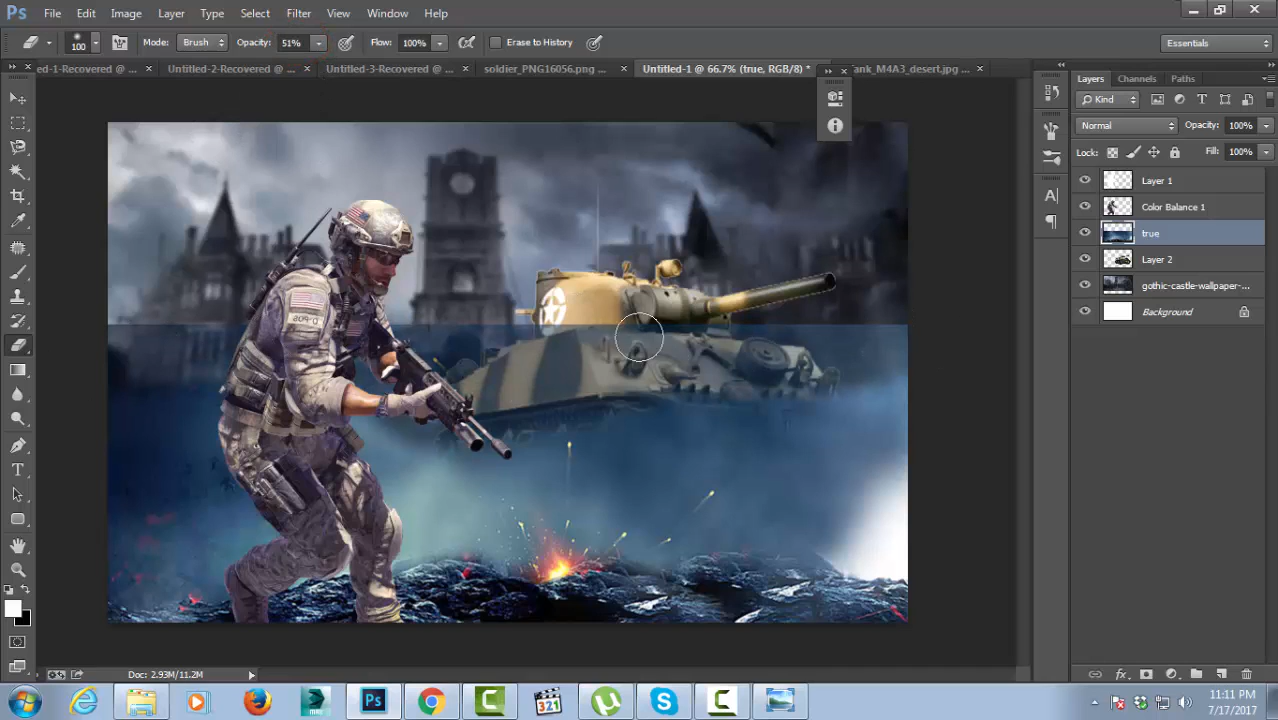 Ps File Edit Image Layer Type Select Filter View Window Help
100 Mode: Brush Opacity: 51% Flow: 100% Erase to History Essentials
ed-1-Recovered @ ... × Untitled-2-Recovered @ ... × Untitled-3-Recovered @ ... × soldier_PNG16056.png ... × Untitled-1 @ 66.7% (true, RGB/8) * × ank_M4A3_desert.jpg ... ×
Layers Channels Paths
Kind
Normal Opacity: 100%
Lock: Fill: 100%
Layer 1
Color Balance 1
true
Layer 2
gothic-castle-wallpaper-...
Background
Doc: 2.93M/11.2M
11:11 PM
7/17/2017